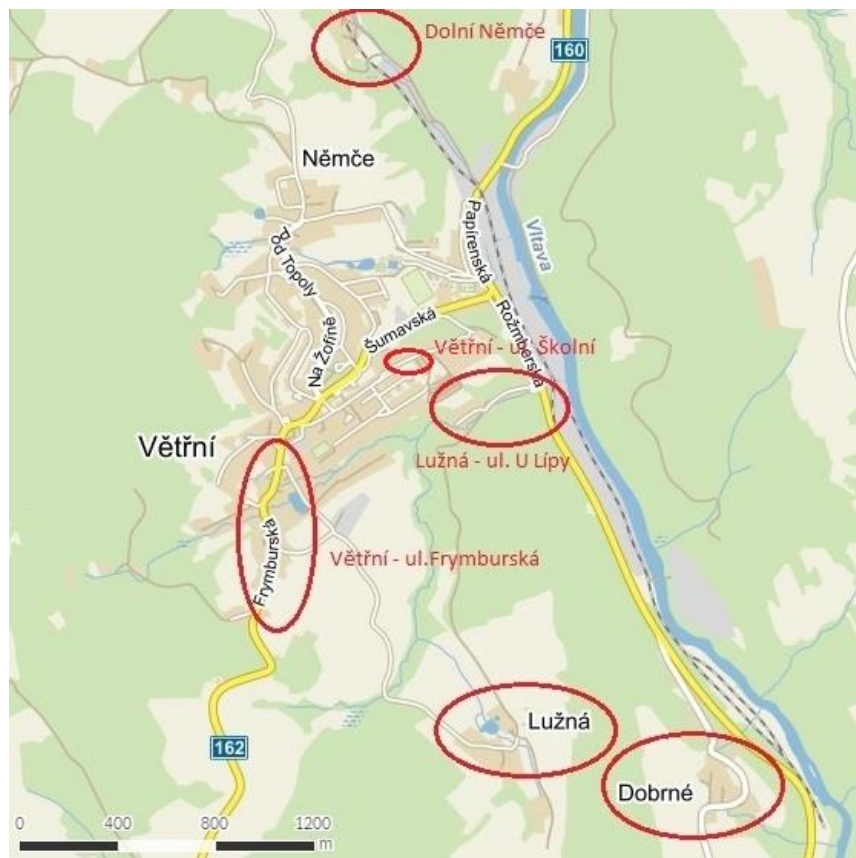 Dolní Němče
160
Němče
Pod Topoly
Papírenská
Vltava
Rožmberská
Šumavská
Na Žofíně
Větřní - ul. Školní
Větřní
Lužná - ul. U Lípy
Větřní - ul.Frymburská
Frymburská
Lužná
162
Dobrné
0 400 800 1200
m